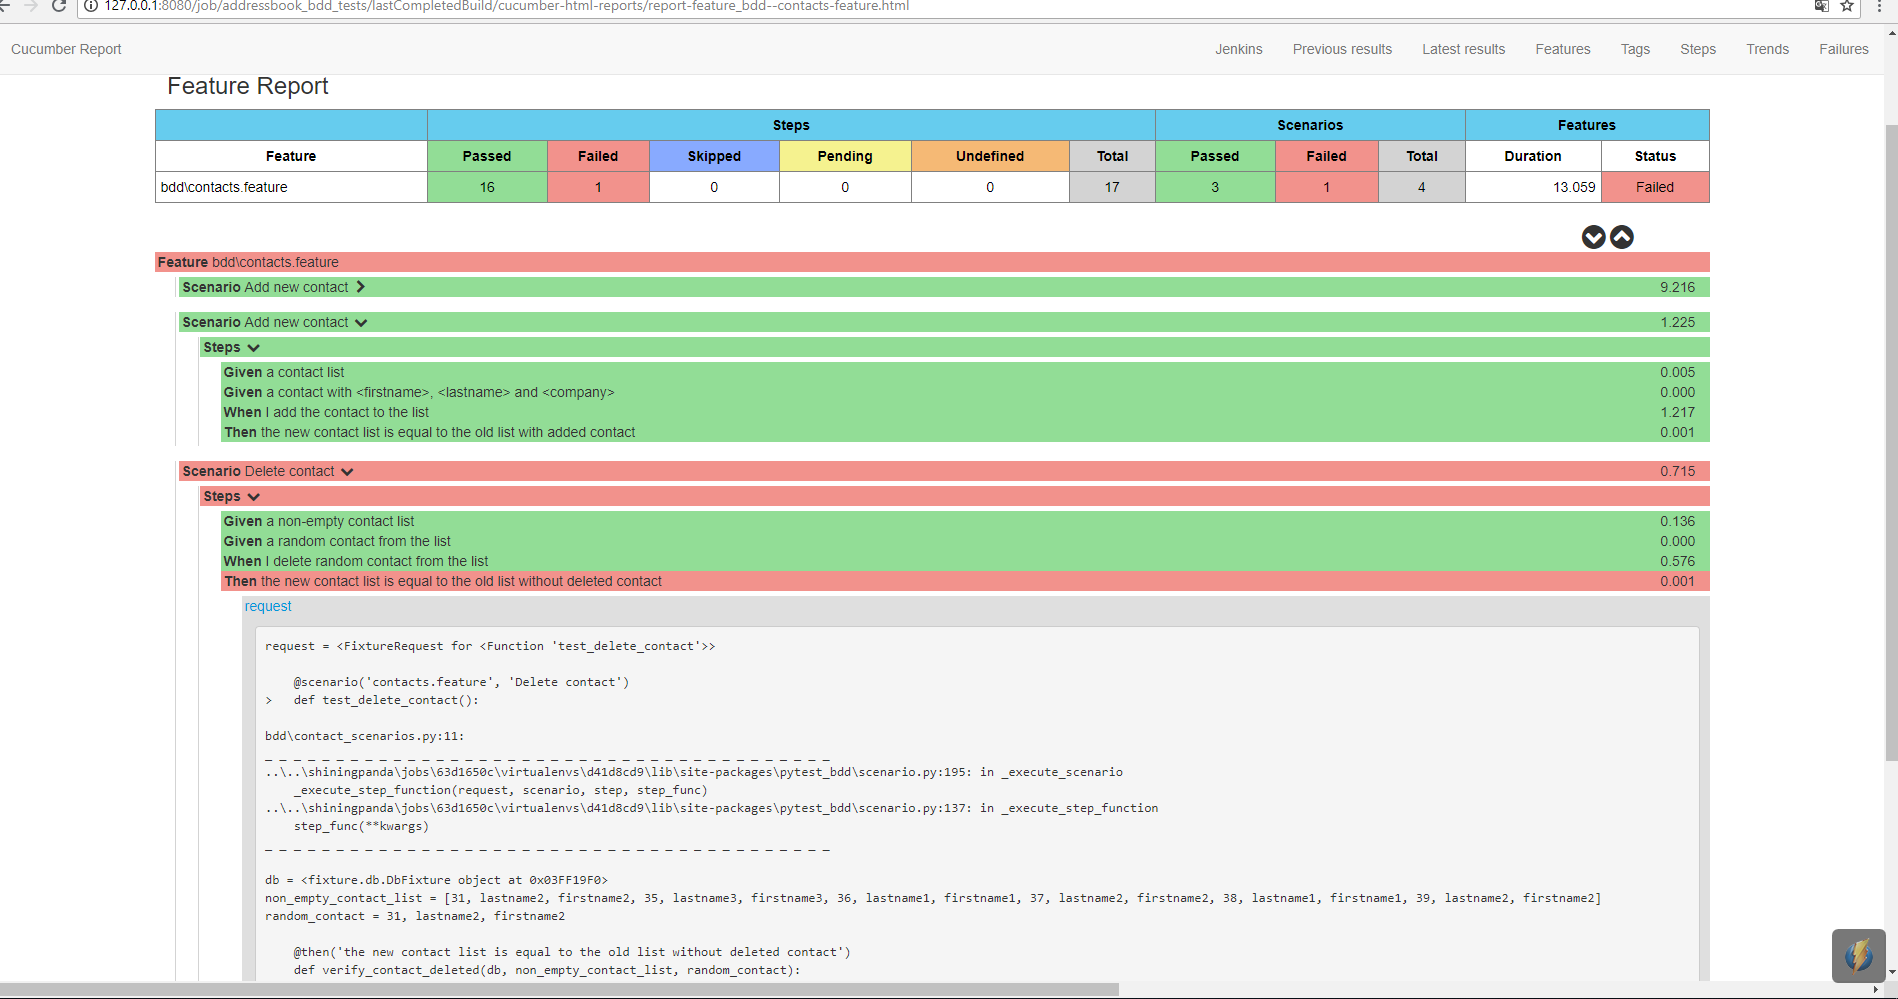 127.0.0.1:8080/job/addressbook_bdd_tests/lastCompletedBuild/cucumber-html-reports/report-feature_bdd--contacts-feature.html
Cucumber Report Jenkins Previous results Latest results Features Tags Steps Trends Failures
Feature Report
Steps Scenarios Features
Feature Passed Failed Skipped Pending Undefined Total Passed Failed Total Duration Status
bdd\contacts.feature 16 1 0 0 0 17 3 1 4 13.059 Failed
Feature bdd\contacts.feature
Scenario Add new contact 9.216
Scenario Add new contact 1.225
Steps
Given a contact list 0.005
Given a contact with <firstname>, <lastname> and <company> 0.000
When I add the contact to the list 1.217
Then the new contact list is equal to the old list with added contact 0.001
Scenario Delete contact 0.715
Steps
Given a non-empty contact list 0.136
Given a random contact from the list 0.000
When I delete random contact from the list 0.576
Then the new contact list is equal to the old list without deleted contact 0.001
request
request = <FixtureRequest for <Function 'test_delete_contact'>>
@scenario('contacts.feature', 'Delete contact')
> def test_delete_contact():
bdd\contact_scenarios.py:11:
_ _ _ _ _ _ _ _ _ _ _ _ _ _ _ _ _ _ _ _ _ _ _ _ _ _ _ _ _ _ _ _ _ _ _ _ _ _ _ _
..\..\shiningpanda\jobs\63d1650c\virtualenvs\d41d8cd9\lib\site-packages\pytest_bdd\scenario.py:195: in _execute_scenario
_execute_step_function(request, scenario, step, step_func)
..\..\shiningpanda\jobs\63d1650c\virtualenvs\d41d8cd9\lib\site-packages\pytest_bdd\scenario.py:137: in _execute_step_function
step_func(**kwargs)
_ _ _ _ _ _ _ _ _ _ _ _ _ _ _ _ _ _ _ _ _ _ _ _ _ _ _ _ _ _ _ _ _ _ _ _ _ _ _ _
db = <fixture.db.DbFixture object at 0x03FF19F0>
non_empty_contact_list = [31, lastname2, firstname2, 35, lastname3, firstname3, 36, lastname1, firstname1, 37, lastname2, firstname2, 38, lastname1, firstname1, 39, lastname2, firstname2]
random_contact = 31, lastname2, firstname2
@then('the new contact list is equal to the old list without deleted contact')
def verify_contact_deleted(db, non_empty_contact_list, random_contact):